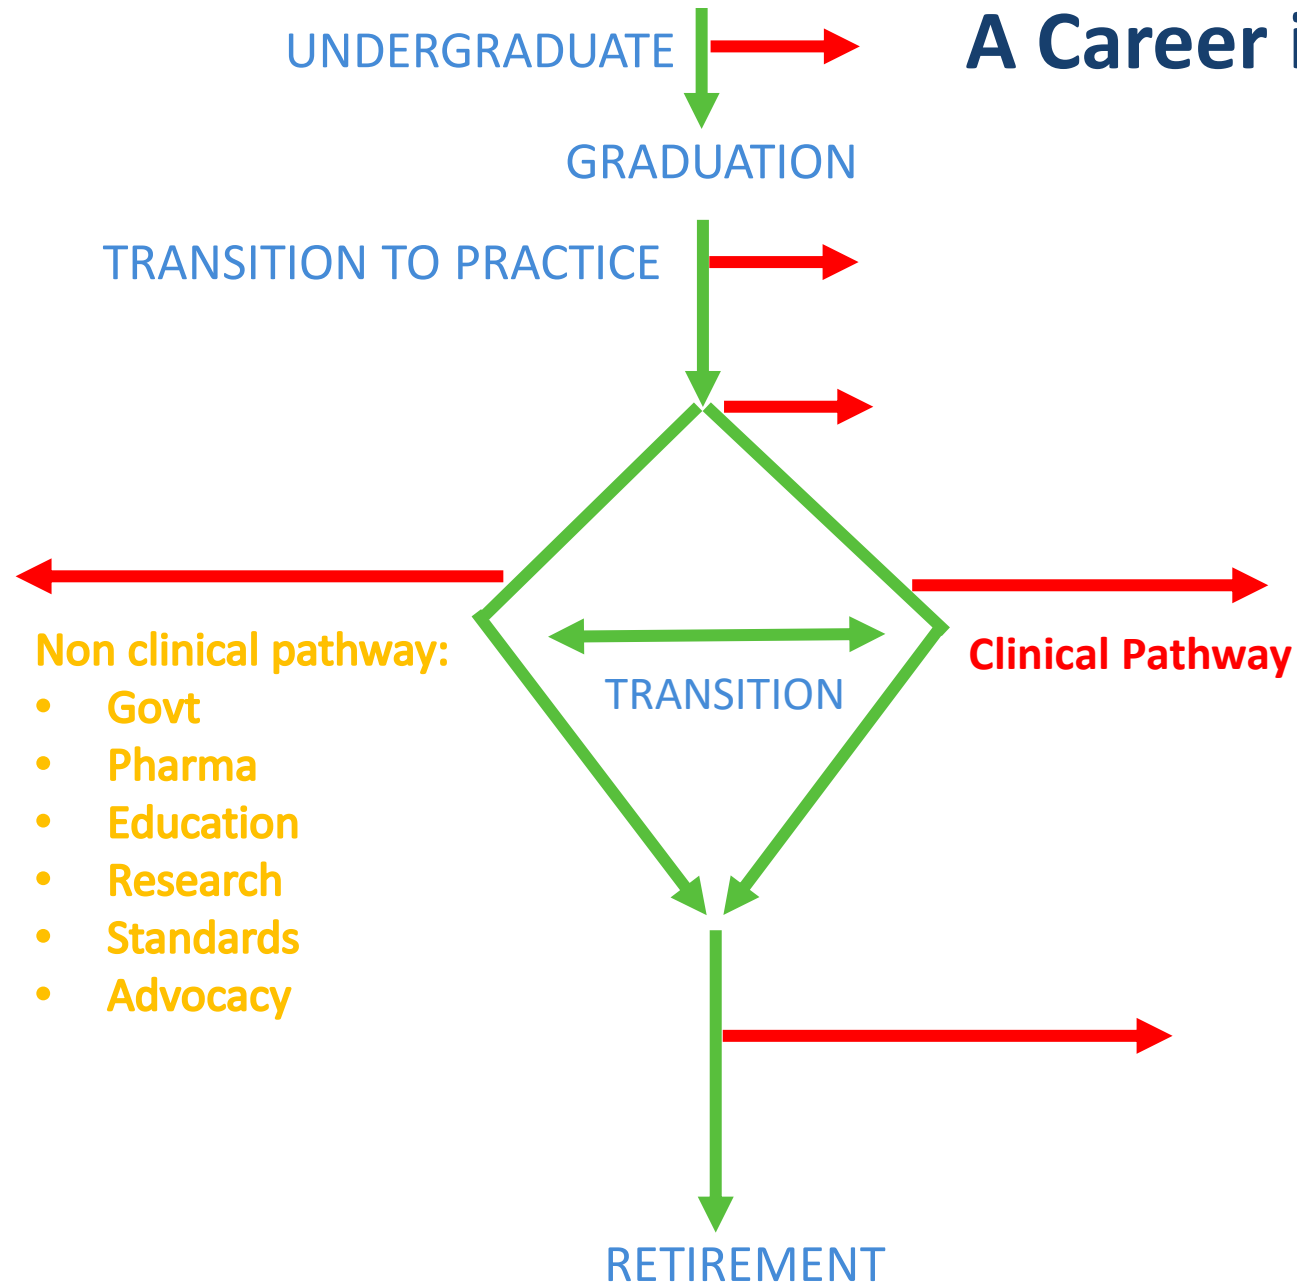 A Career i
UNDERGRADUATE
GRADUATION
TRANSITION TO PRACTICE
Non clinical pathway:
• Govt
• Pharma
• Education
• Research
• Standards
• Advocacy
TRANSITION
Clinical Pathway
RETIREMENT